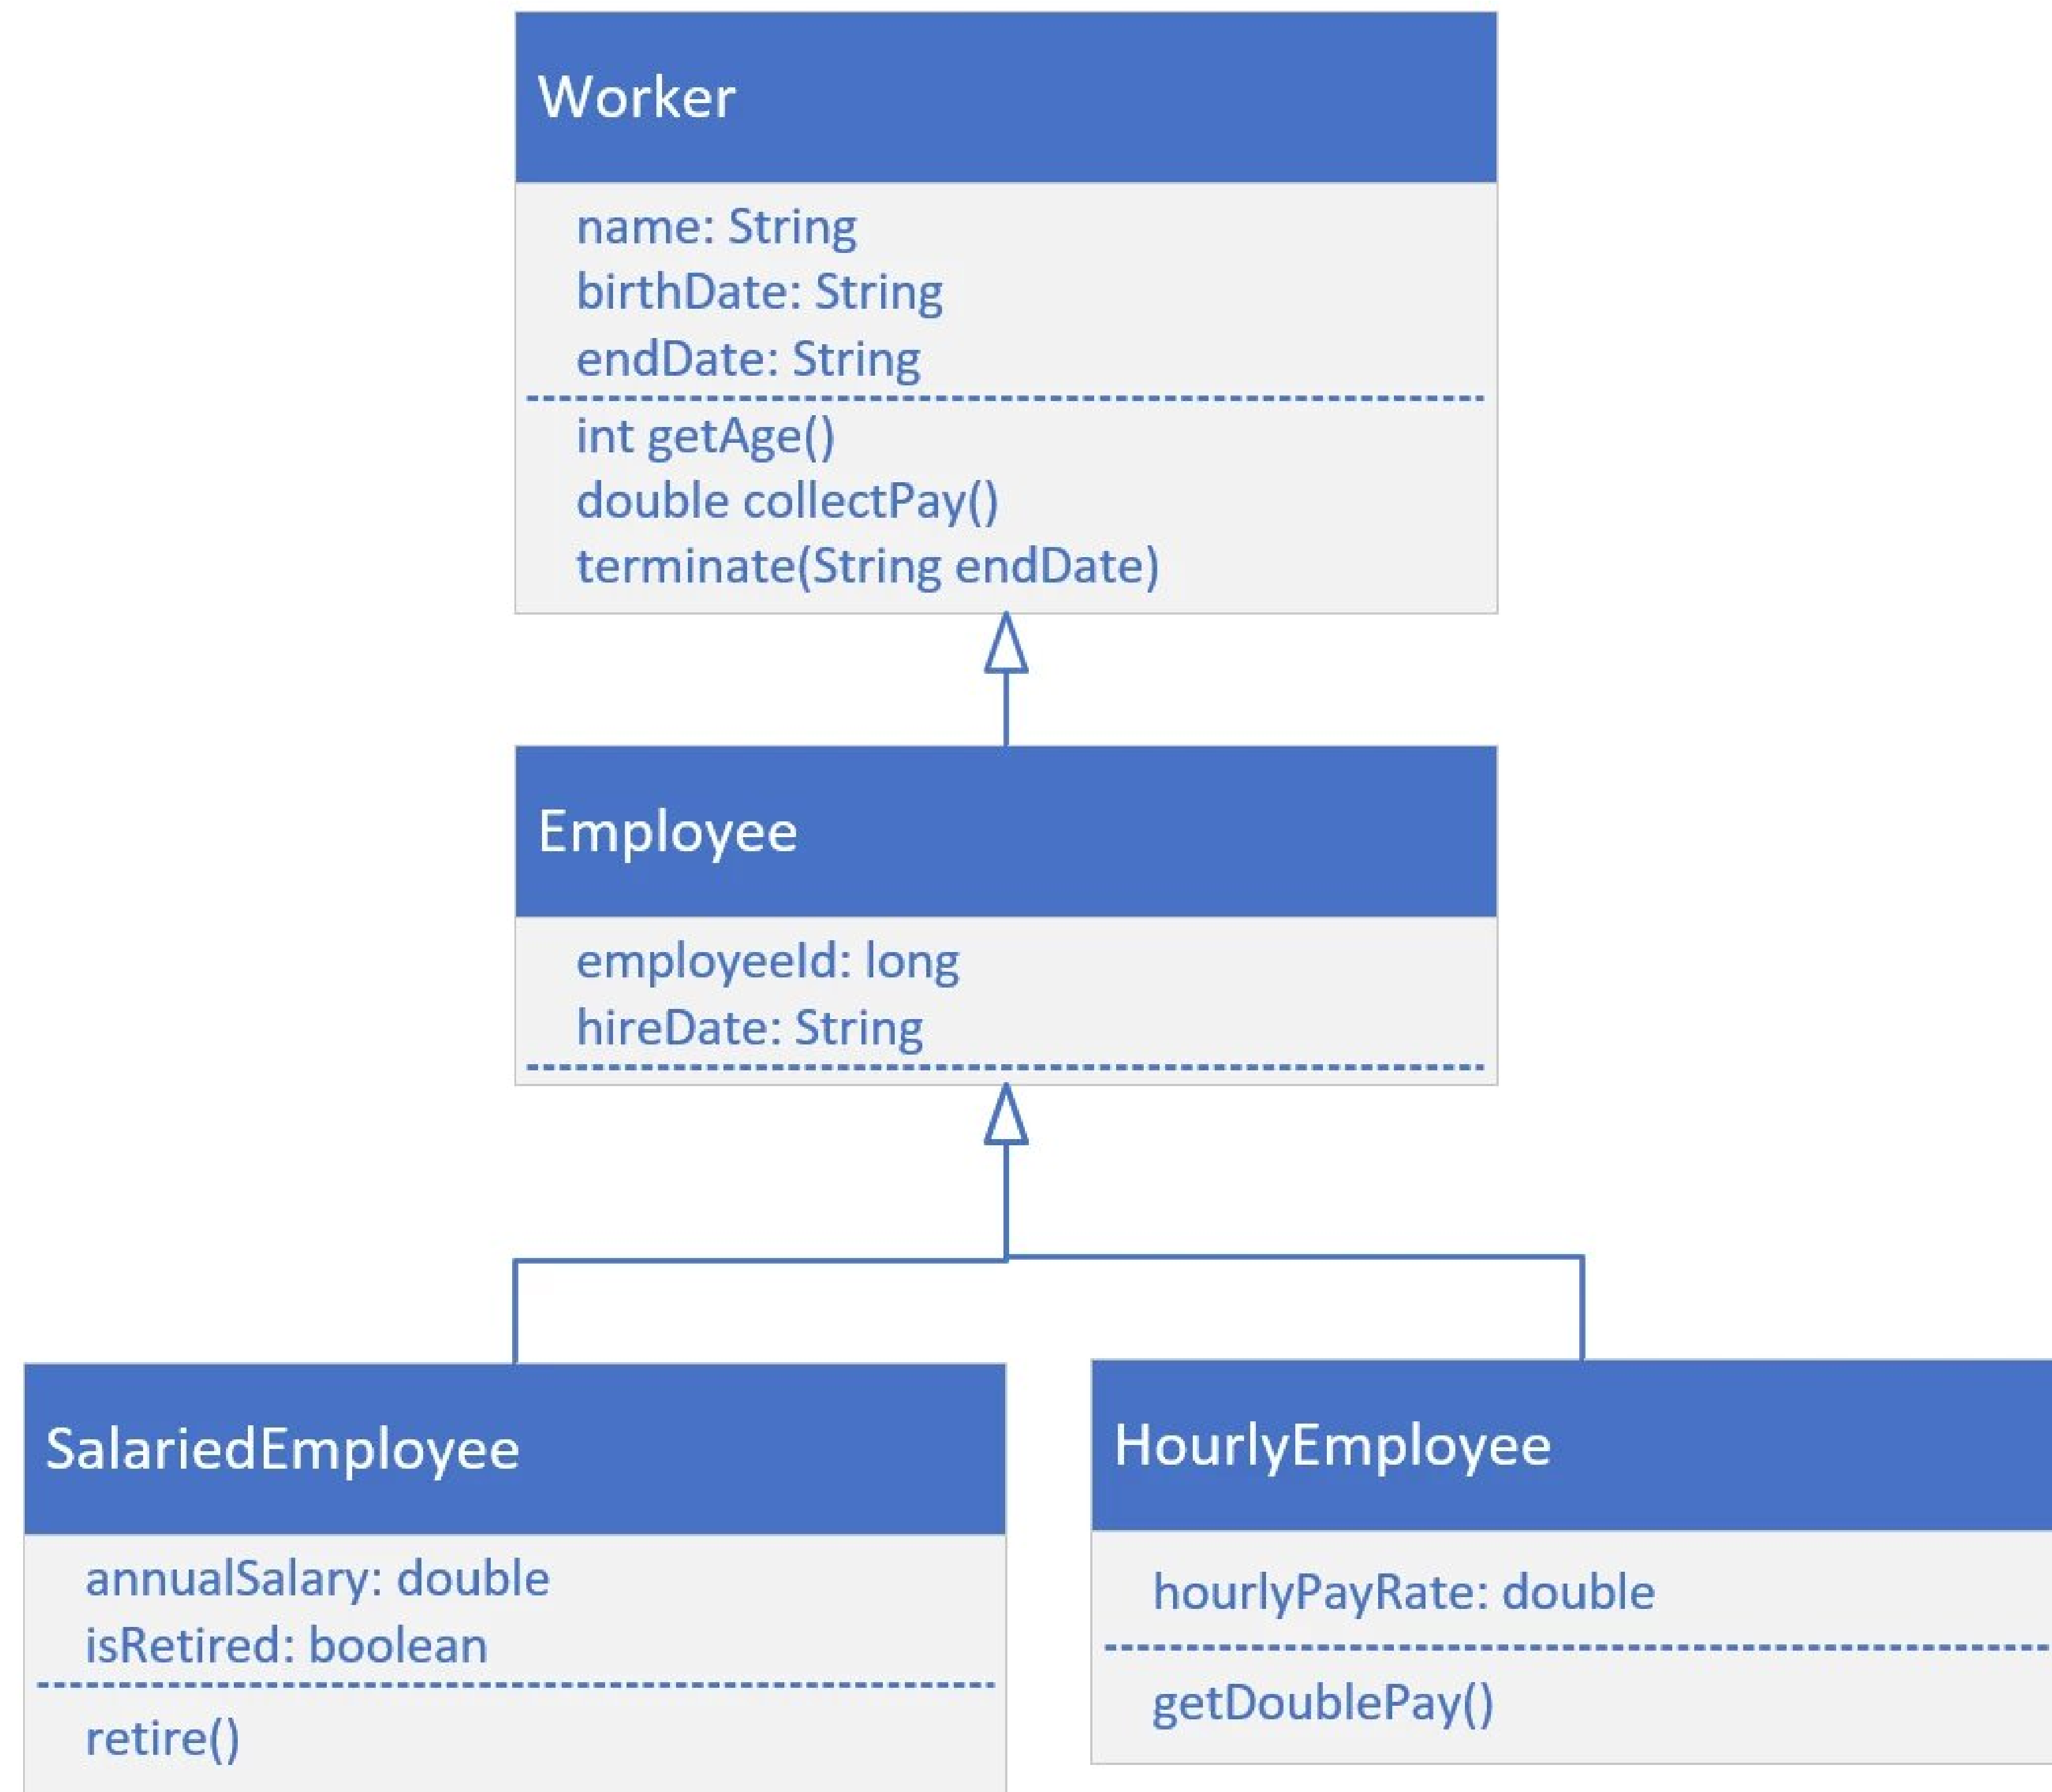 Worker
name: String
birthDate: String
endDate: String
int getAge()
double collectPay()
terminate(String endDate)
Employee
employeeId: long
hireDate: String
SalariedEmployee
annualSalary: double
isRetired: boolean
retire()
HourlyEmployee
hourlyPayRate: double
getDoublePay()